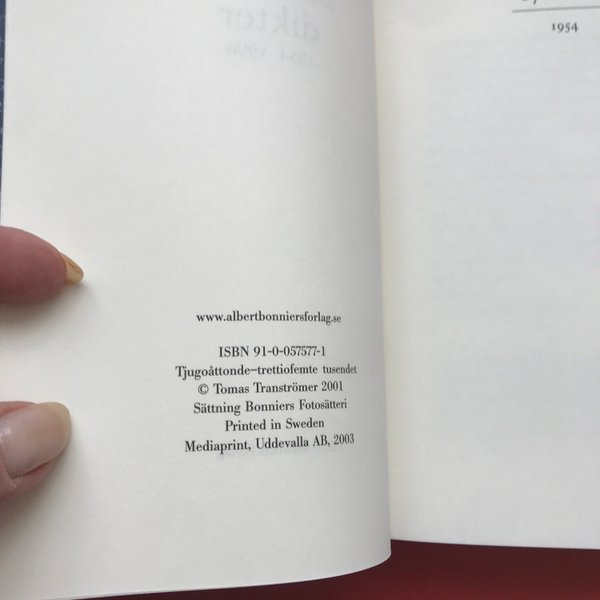 www.albertbonniersforlag.se
ISBN 91-0-057577-1
Tjugoåttonde–trettiofemte tusendet
© Tomas Tranströmer 2001
Sättning Bonniers Fotosätteri
Printed in Sweden
Mediaprint, Uddevalla AB, 2003
1954